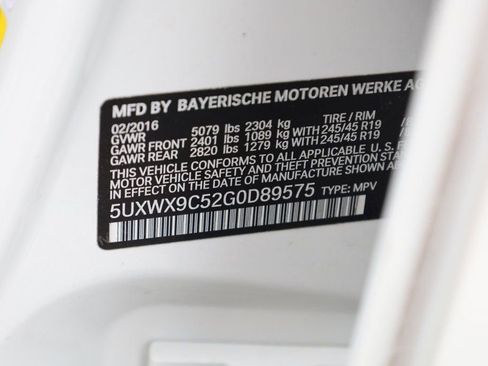 MFD BY BAYERISCHE MOTOREN WERKE AG
02/2016 TIRE / RIM
GVWR 5079 lbs 2304 kg
GAWR FRONT 2401 lbs 1089 kg WITH 245/45 R19
GAWR REAR 2820 lbs 1279 kg WITH 245/45 R19
THIS VEHICLE CONFORMS TO ALL APPLICABLE U.S.
MOTOR VEHICLE SAFETY AND THEFT PREVENTION
IN EFFECT ON THE DATE OF MANUFACTURE SHOWN
ABOVE.
5UXWX9C52G0D89575 TYPE: MPV